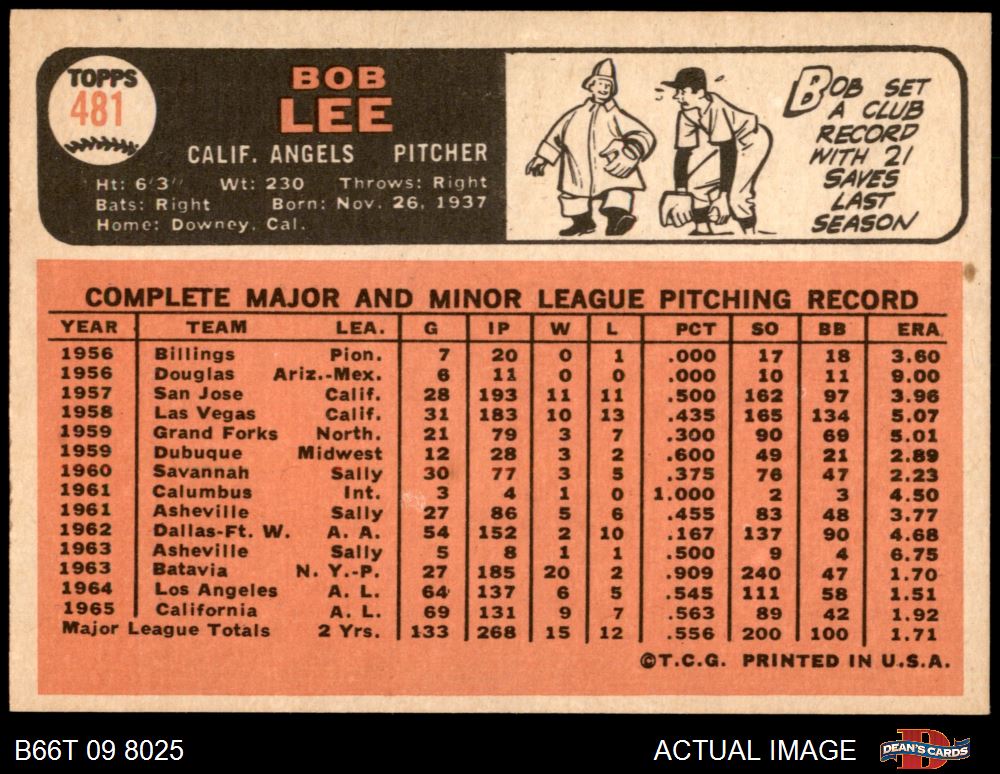 TOPPS
481
BOB
LEE
CALIF. ANGELS PITCHER
Ht: 6'3" Wt: 230 Throws: Right
Bats: Right Born: Nov. 26, 1937
Home: Downey, Cal.
BOB SET
A CLUB
RECORD
WITH 21
SAVES
LAST
SEASON
COMPLETE MAJOR AND MINOR LEAGUE PITCHING RECORD
YEAR TEAM LEA. G IP W L PCT SO BB ERA
1956 Billings Pion. 7 20 0 1 .000 17 18 3.60
1956 Douglas Ariz.-Mex. 6 11 0 0 .000 10 11 9.00
1957 San Jose Calif. 28 193 11 11 .500 162 97 3.96
1958 Las Vegas Calif. 31 183 10 13 .435 165 134 5.07
1959 Grand Forks North. 21 79 3 7 .300 90 69 5.01
1959 Dubuque Midwest 12 28 3 2 .600 49 21 2.89
1960 Savannah Sally 30 77 3 5 .375 76 47 2.23
1961 Calumbus Int. 3 4 1 0 1.000 2 3 4.50
1961 Asheville Sally 27 86 5 6 .455 83 48 3.77
1962 Dallas-Ft. W. A. A. 54 152 2 10 .167 137 90 4.68
1963 Asheville Sally 5 8 1 1 .500 9 4 6.75
1963 Batavia N. Y.-P. 27 185 20 2 .909 240 47 1.70
1964 Los Angeles A. L. 64 137 6 5 .545 111 58 1.51
1965 California A. L. 69 131 9 7 .563 89 42 1.92
Major League Totals 2 Yrs. 133 268 15 12 .556 200 100 1.71
©T.C.G. PRINTED IN U.S.A.
B66T 09 8025 ACTUAL IMAGE DEAN'S CARDS